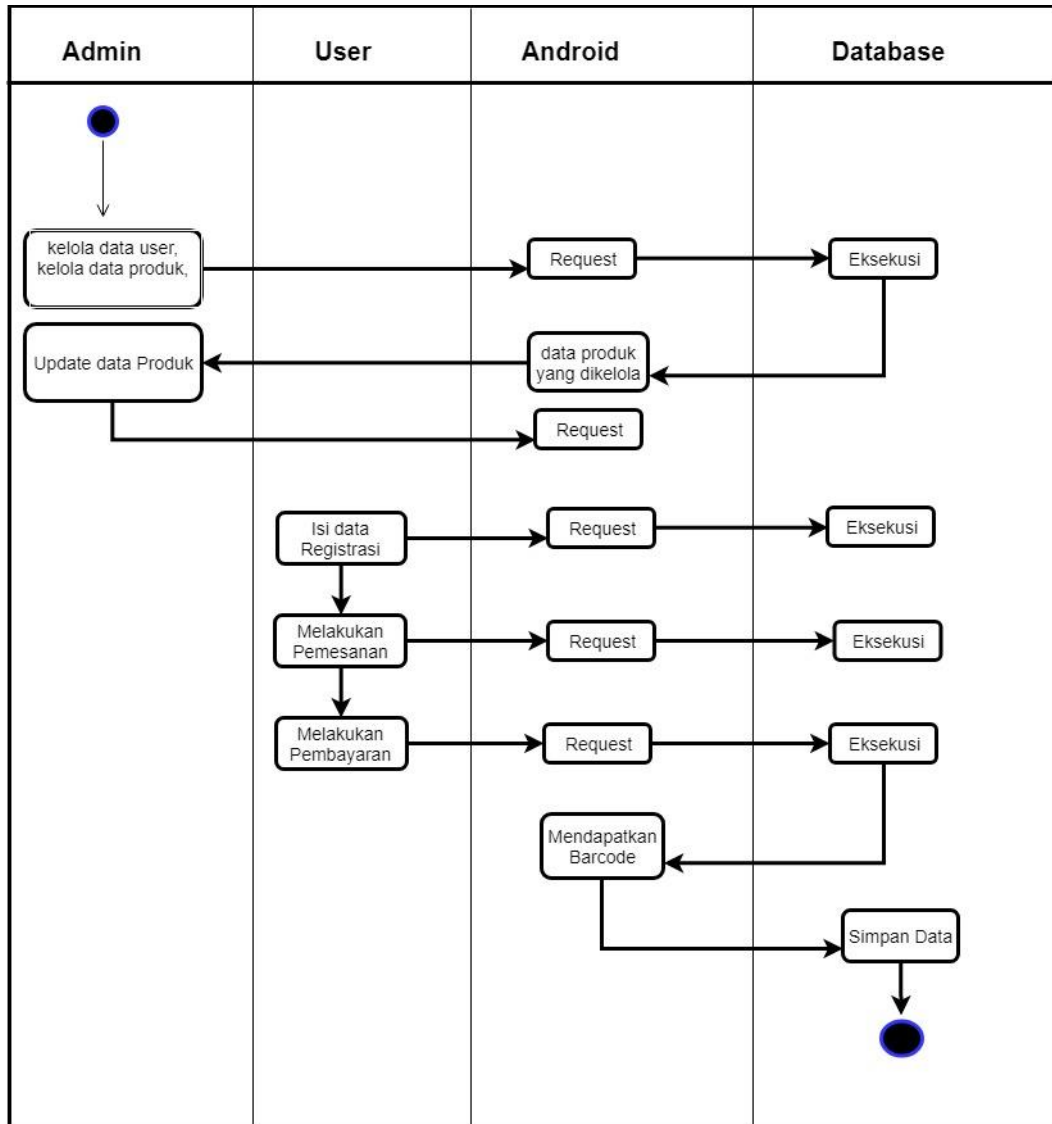 Admin
User
Android
Database
kelola data user,
kelola data produk,
Request
Eksekusi
Update data Produk
data produk
yang dikelola
Request
Isi data
Registrasi
Request
Eksekusi
Melakukan
Pemesanan
Request
Eksekusi
Melakukan
Pembayaran
Request
Eksekusi
Mendapatkan
Barcode
Simpan Data